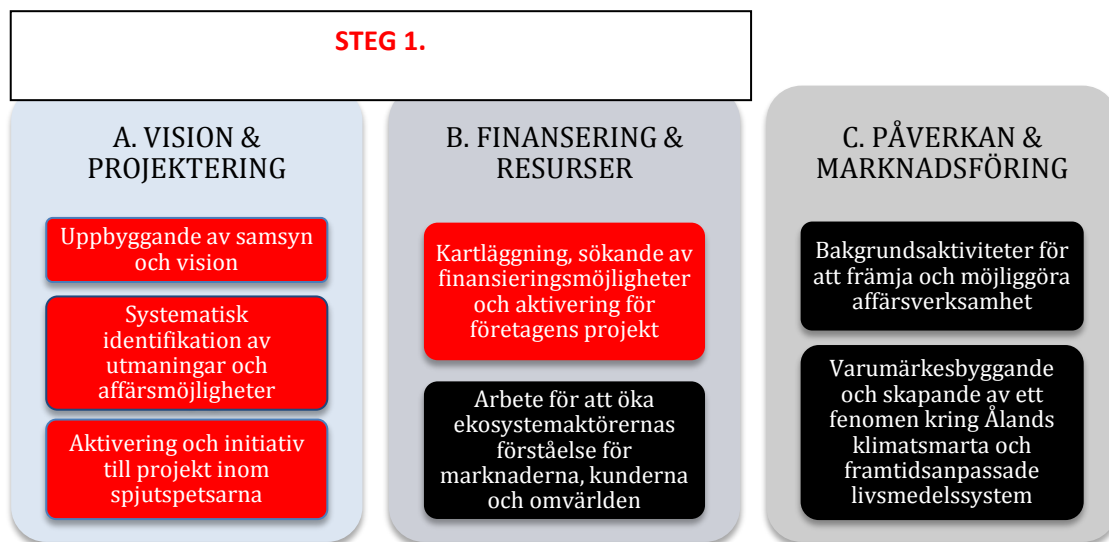 STEG 1.
A. VISION &
PROJEKTERING
Uppbyggande av samsyn
och vision
Systematisk
identifikation av
utmaningar och
affärsmöjligheter
Aktivering och initiativ
till projekt inom
spjutspetsarna
B. FINANSERING &
RESURSER
Kartläggning, sökande av
finansieringsmöjligheter
och aktivering för
företagens projekt
Arbete för att öka
ekosystemaktörernas
förståelse för
marknaderna, kunderna
och omvärlden
C. PÅVERKAN &
MARKNADSFÖRING
Bakgrundsaktiviteter för
att främja och möjliggöra
affärsverksamhet
Varumärkesbyggande
och skapande av ett
fenomen kring Ålands
klimatsmarta och
framtidsanpassade
livsmedelssystem